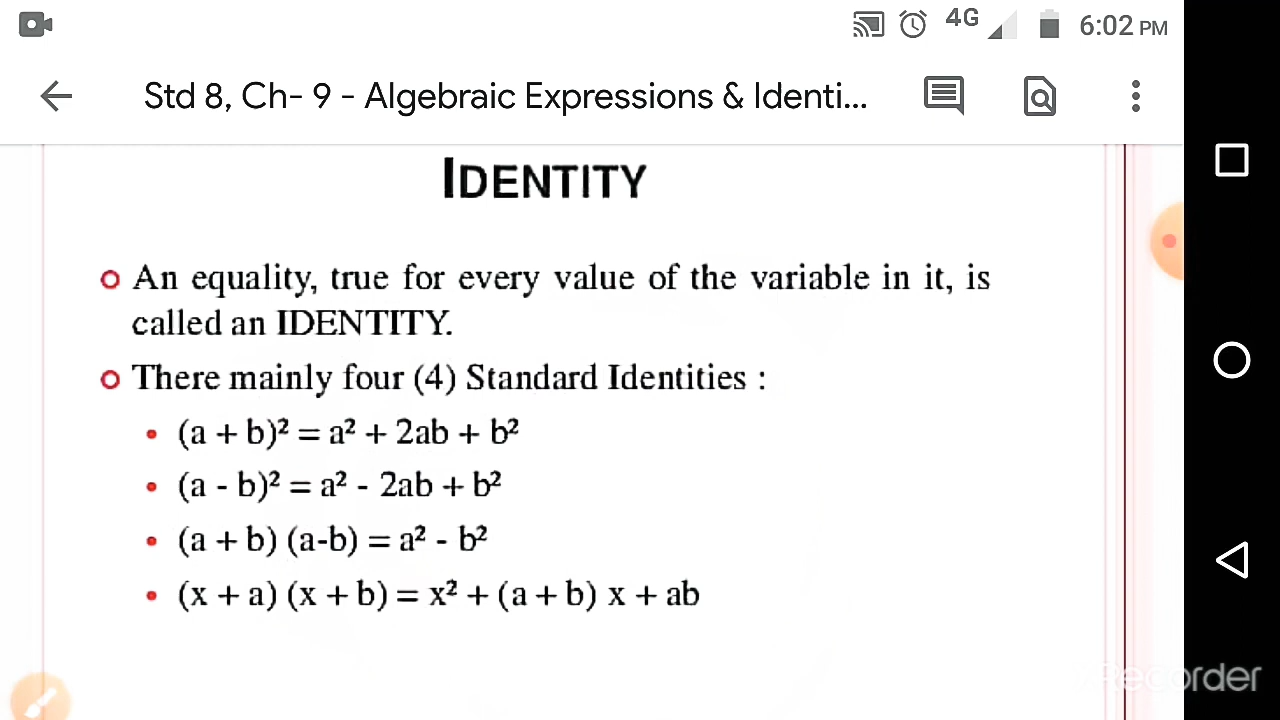 4G 6:02 PM
Std 8, Ch- 9 - Algebraic Expressions & Identi...
IDENTITY
An equality, true for every value of the variable in it, is
called an IDENTITY.
There mainly four (4) Standard Identities :
• (a + b)² = a² + 2ab + b²
• (a - b)² = a² - 2ab + b²
• (a + b) (a-b) = a² - b²
• (x + a) (x + b) = x² + (a + b) x + ab